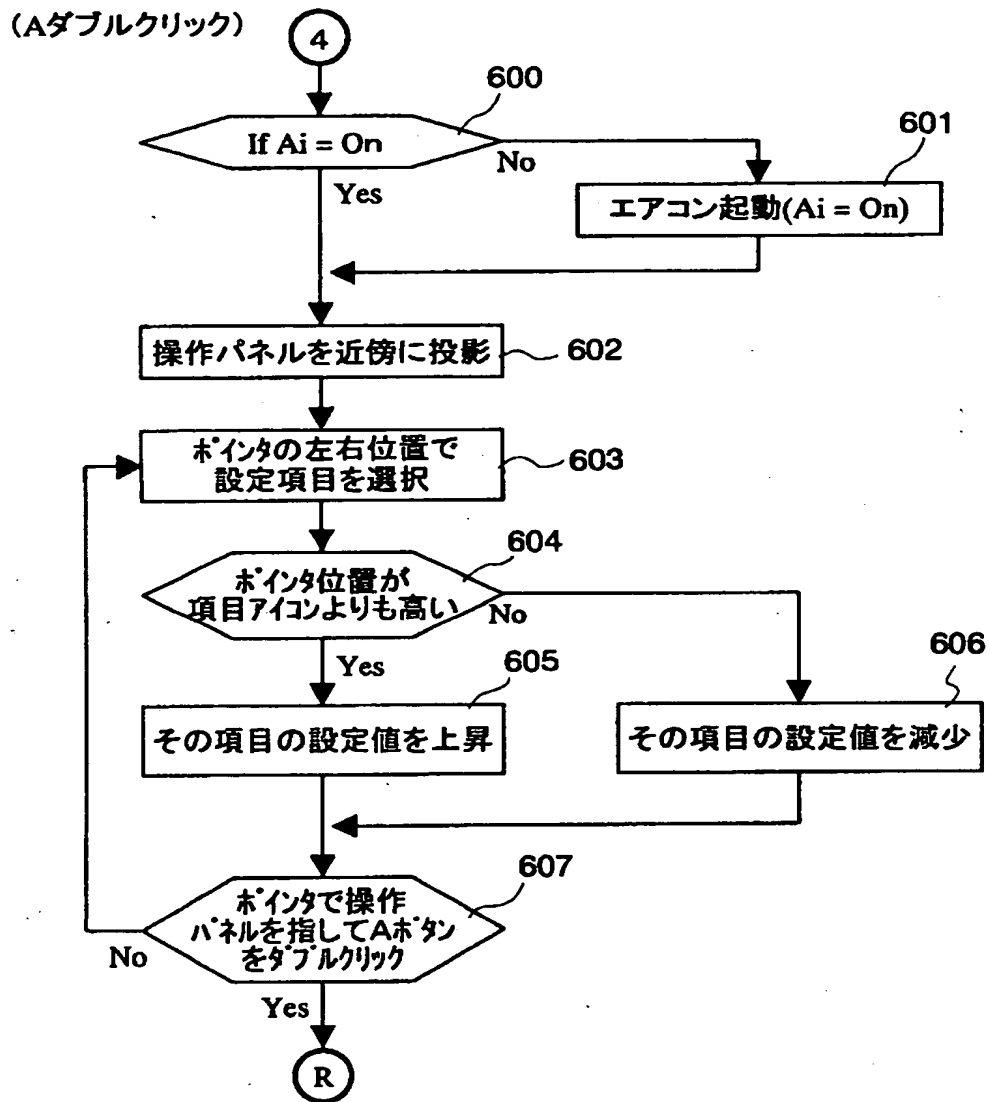 (Aダブルクリック)
4
600
If Ai = On
No
601
Yes
エアコン起動(Ai = On)
操作パネルを近傍に投影
602
ポインタの左右位置で
設定項目を選択
603
604
ポインタ位置が
項目アイコンよりも高い
No
Yes
605
606
その項目の設定値を上昇
その項目の設定値を減少
607
ポインタで操作
パネルを指してAボタン
をダブルクリック
No
Yes
R